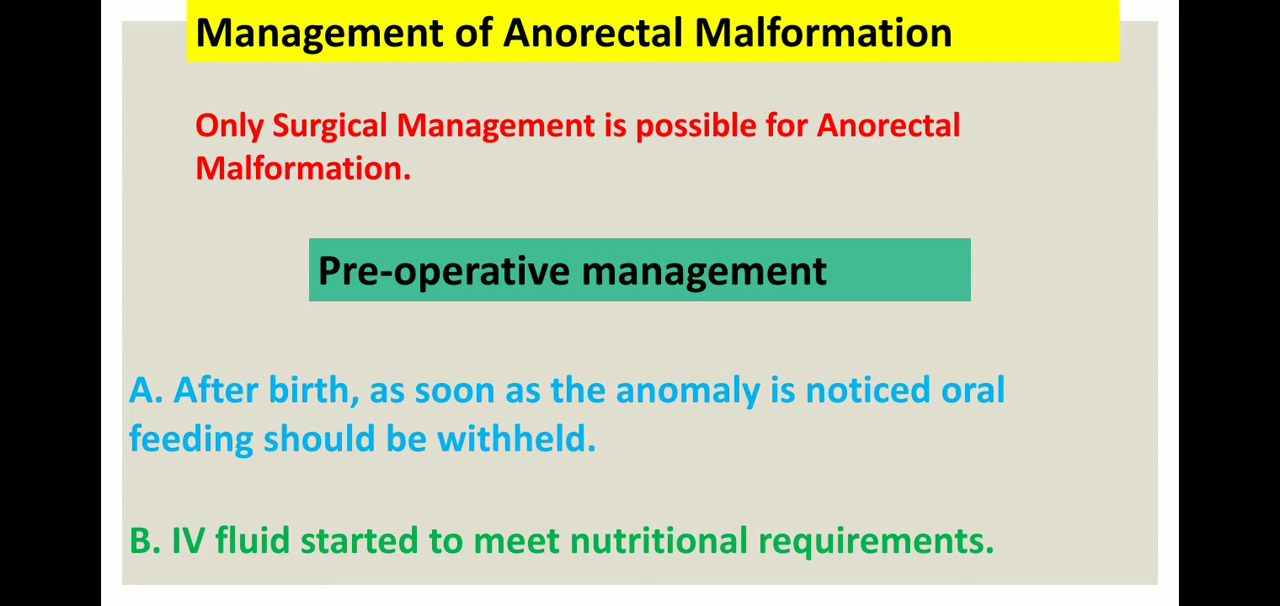 Management of Anorectal Malformation
Only Surgical Management is possible for Anorectal
Malformation.
Pre-operative management
A. After birth, as soon as the anomaly is noticed oral
feeding should be withheld.
B. IV fluid started to meet nutritional requirements.